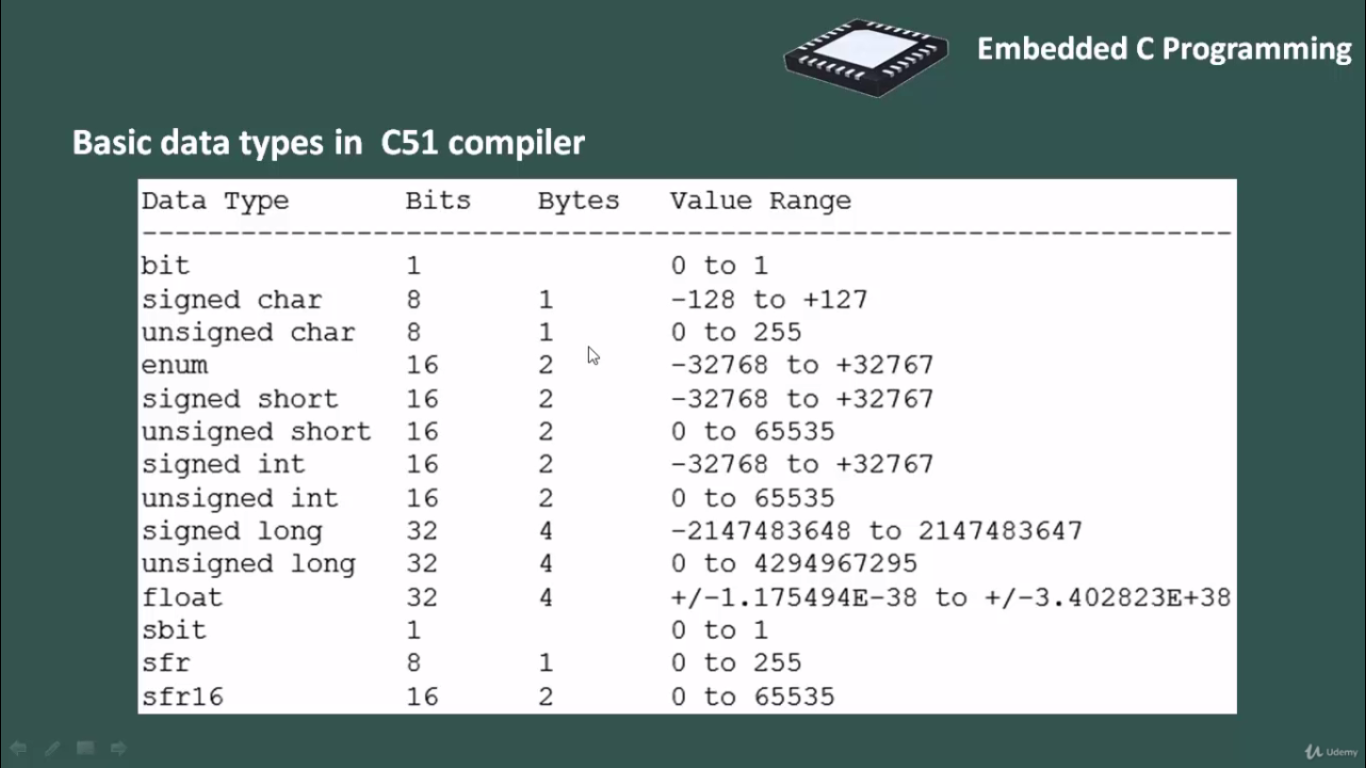 Embedded C Programming
Basic data types in C51 compiler
Data Type Bits Bytes Value Range
------------------------------------------------------------------
bit 1 0 to 1
signed char 8 1 -128 to +127
unsigned char 8 1 0 to 255
enum 16 2 -32768 to +32767
signed short 16 2 -32768 to +32767
unsigned short 16 2 0 to 65535
signed int 16 2 -32768 to +32767
unsigned int 16 2 0 to 65535
signed long 32 4 -2147483648 to 2147483647
unsigned long 32 4 0 to 4294967295
float 32 4 +/-1.175494E-38 to +/-3.402823E+38
sbit 1 0 to 1
sfr 8 1 0 to 255
sfr16 16 2 0 to 65535
Udemy